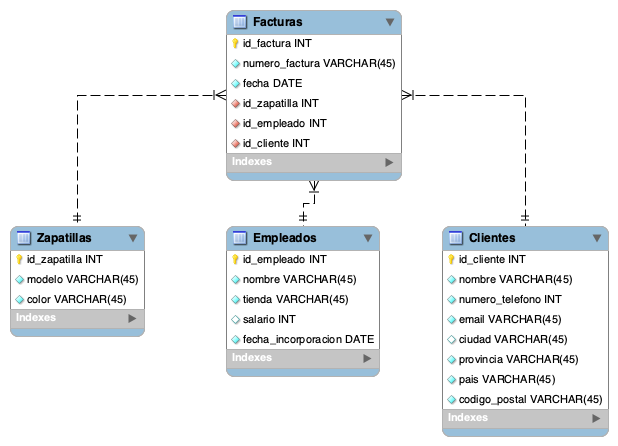 Facturas
id_factura INT
numero_factura VARCHAR(45)
fecha DATE
id_zapatilla INT
id_empleado INT
id_cliente INT
Indexes
Zapatillas
id_zapatilla INT
modelo VARCHAR(45)
color VARCHAR(45)
Indexes
Empleados
id_empleado INT
nombre VARCHAR(45)
tienda VARCHAR(45)
salario INT
fecha_incorporacion DATE
Indexes
Clientes
id_cliente INT
nombre VARCHAR(45)
numero_telefono INT
email VARCHAR(45)
ciudad VARCHAR(45)
provincia VARCHAR(45)
pais VARCHAR(45)
codigo_postal VARCHAR(45)
Indexes